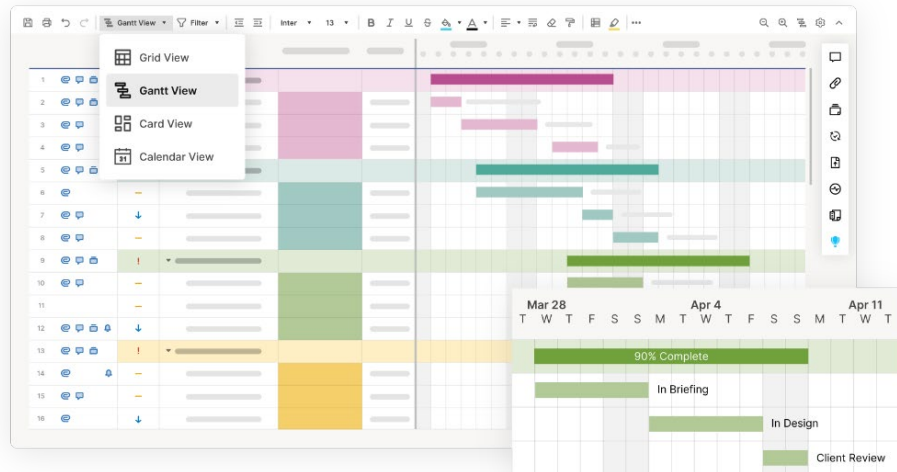 Gantt View Filter Inter 13 B I U S A
Grid View
Gantt View
Card View
31 Calendar View
1
2
3
4
5
6
7
8
9 !
10
11
12
13 !
14
15
16
Mar 28 Apr 4 Apr 11
T W T F S S M T W T F S S M T W T
90% Complete
In Briefing
In Design
Client Review